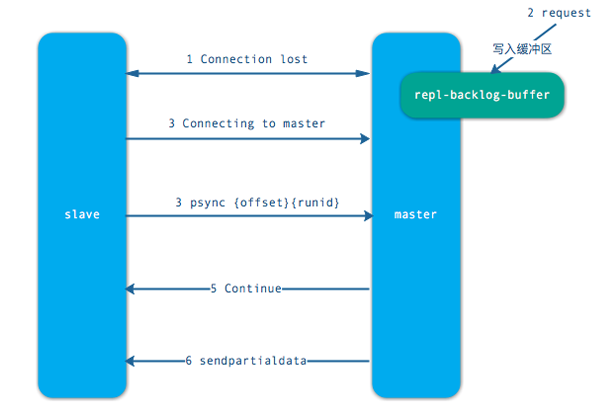 2 request
写入缓冲区
1 Connection lost
repl-backlog-buffer
3 Connecting to master
3 psync {offset}{runid}
slave
master
5 Continue
6 sendpartialdata